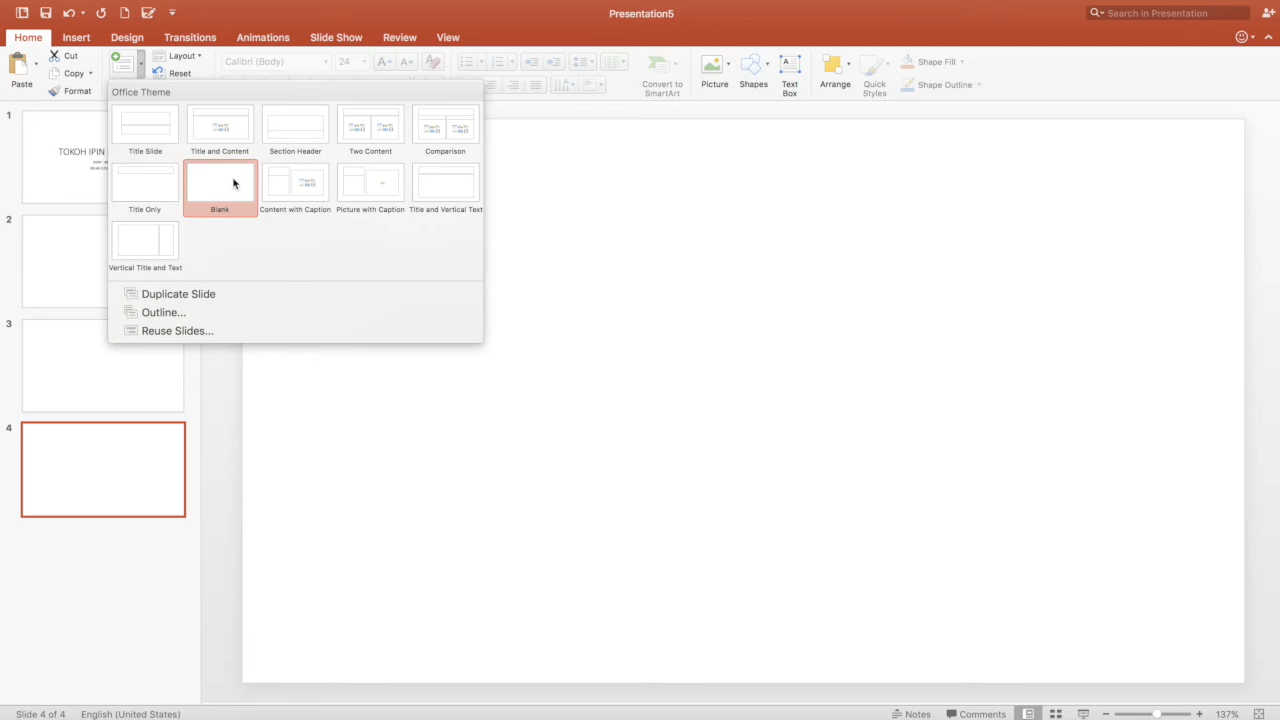 Presentation5
Search in Presentation
Home Insert Design Transitions Animations Slide Show Review View
Paste
Cut
Copy
Format
Layout
Reset
Calibri (Body) 24
Convert to SmartArt
Picture
Shapes
Text Box
Arrange
Quick Styles
Shape Fill
Shape Outline
Office Theme
Title Slide Title and Content Section Header Two Content Comparison
Title Only Blank Content with Caption Picture with Caption Title and Vertical Text
Vertical Title and Text
Duplicate Slide
Outline...
Reuse Slides...
1
TOKOH IPIN
2
3
4
Slide 4 of 4 English (United States) Notes Comments 137%